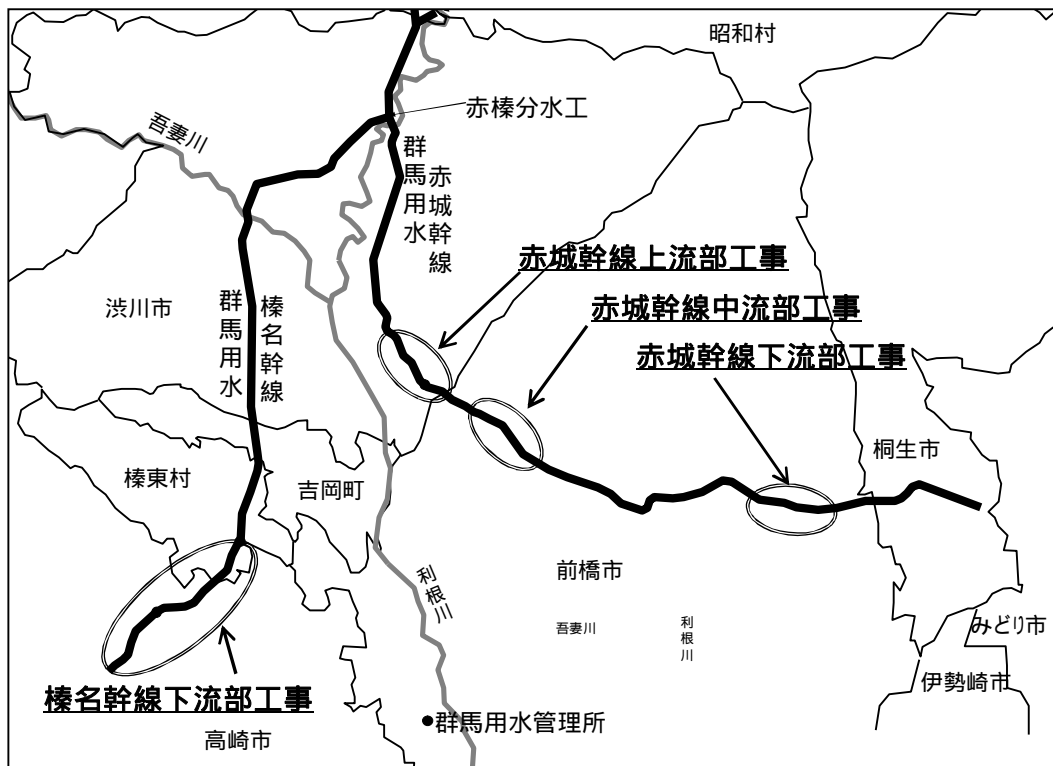 昭和村
赤榛分水工
吾妻川
群馬用水
赤城幹線
赤城幹線上流部工事
渋川市
群馬用水
榛名幹線
赤城幹線中流部工事
赤城幹線下流部工事
桐生市
榛東村
吉岡町
利根川
前橋市
吾妻川
利根川
みどり市
伊勢崎市
榛名幹線下流部工事
高崎市
●群馬用水管理所